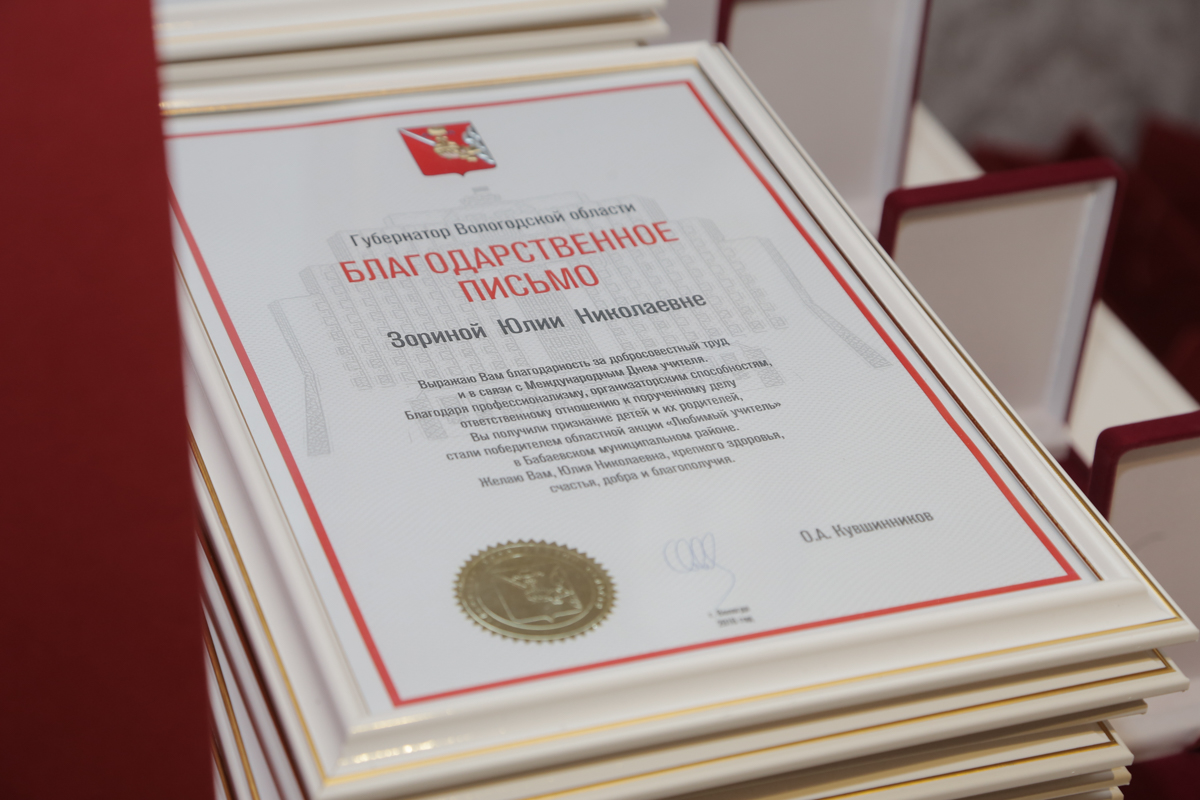 Губернатор Вологодской области
БЛАГОДАРСТВЕННОЕ
ПИСЬМО
Зориной Юлии Николаевне
Выражаю Вам благодарность за добросовестный труд
и в связи с Международным Днем учителя.
Благодаря профессионализму, организаторским способностям,
ответственному отношению к порученному делу
Вы получили признание детей и их родителей,
стали победителем областной акции «Любимый учитель»
в Бабаевском муниципальном районе.
Желаю Вам, Юлия Николаевна, крепкого здоровья,
счастья, добра и благополучия.
О.А. Кувшинников
г. Вологда